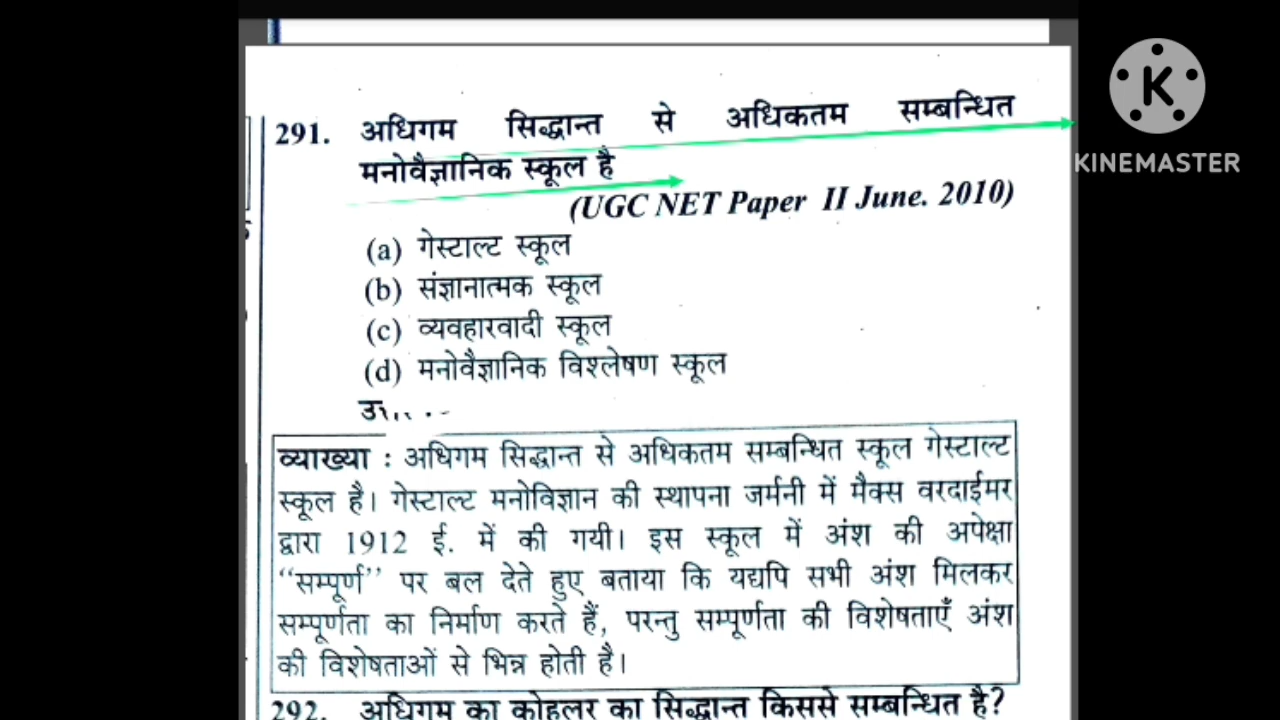 291. अधिगम सिद्धान्त से अधिकतम सम्बन्धित
मनोवैज्ञानिक स्कूल है
(UGC NET Paper II June. 2010)
(a) गेस्टाल्ट स्कूल
(b) संज्ञानात्मक स्कूल
(c) व्यवहारवादी स्कूल
(d) मनोवैज्ञानिक विश्लेषण स्कूल
व्याख्या : अधिगम सिद्धान्त से अधिकतम सम्बन्धित स्कूल गेस्टाल्ट
स्कूल है। गेस्टाल्ट मनोविज्ञान की स्थापना जर्मनी में मैक्स वरदाईमर
द्वारा 1912 ई. में की गयी। इस स्कूल में अंश की अपेक्षा
“सम्पूर्ण” पर बल देते हुए बताया कि यद्यपि सभी अंश मिलकर
सम्पूर्णता का निर्माण करते हैं, परन्तु सम्पूर्णता की विशेषताएँ अंश
की विशेषताओं से भिन्न होती है।
292. अधिगम का कोहलर का सिद्धान्त किससे सम्बन्धित है?
KINEMASTER